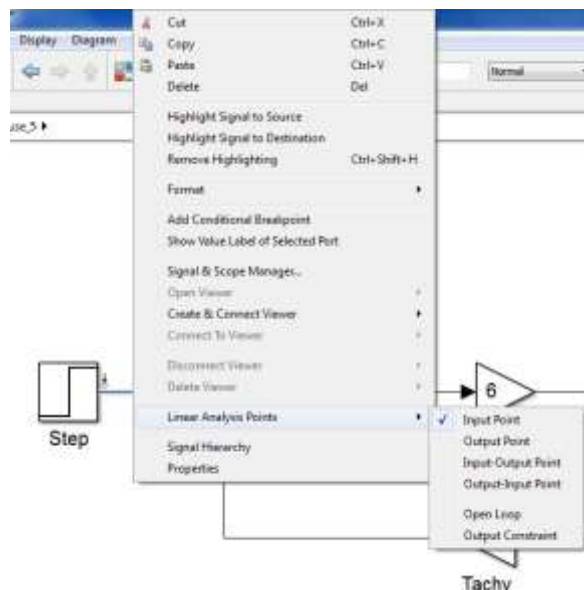 Display Diagram
Normal
use_5
Cut Ctrl+X
Copy Ctrl+C
Paste Ctrl+V
Delete Del
Highlight Signal to Source
Highlight Signal to Destination
Remove Highlighting Ctrl+Shift+H
Format
Add Conditional Breakpoint
Show Value Label of Selected Port
Signal & Scope Manager...
Open Viewer
Create & Connect Viewer
Connect To Viewer
Disconnect Viewer
Delete Viewer
Linear Analysis Points
Signal Hierarchy
Properties
Input Point
Output Point
Input-Output Point
Output-Input Point
Open Loop
Output Constraint
Step
6
Tachy